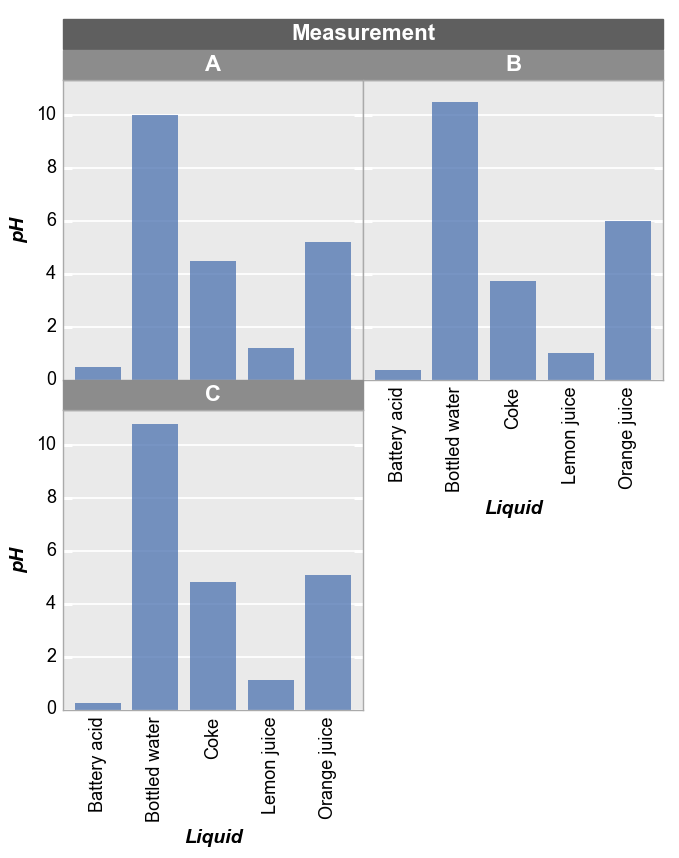 Measurement
A B
10
8
6
4
2
0
pH
Battery acid
Bottled water
Coke
Lemon juice
Orange juice
Liquid
C
10
8
6
4
2
0
pH
Battery acid
Bottled water
Coke
Lemon juice
Orange juice
Liquid